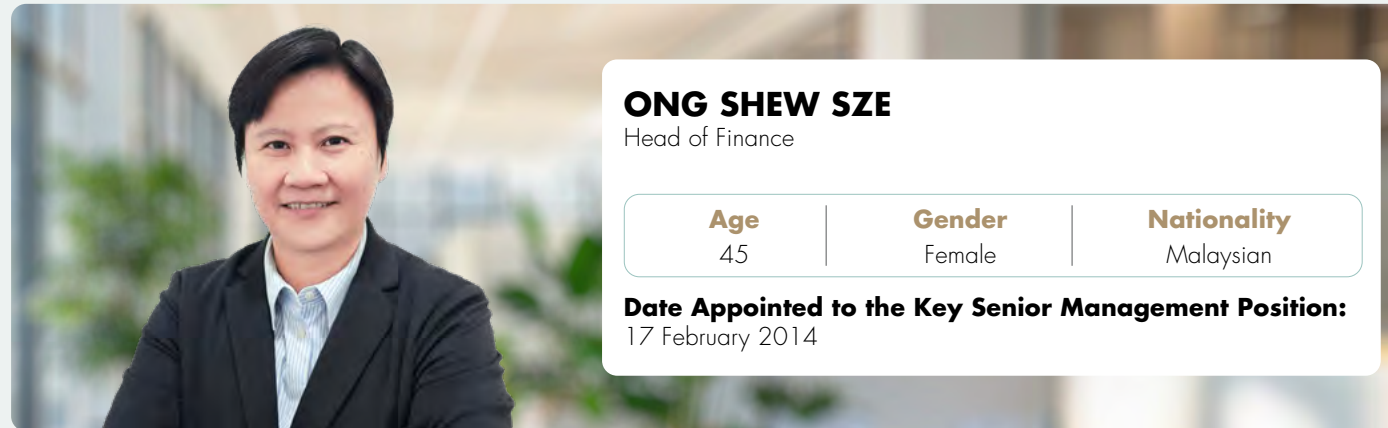 ONG SHEW SZE
Head of Finance
Age
45
Gender
Female
Nationality
Malaysian
Date Appointed to the Key Senior Management Position:
17 February 2014